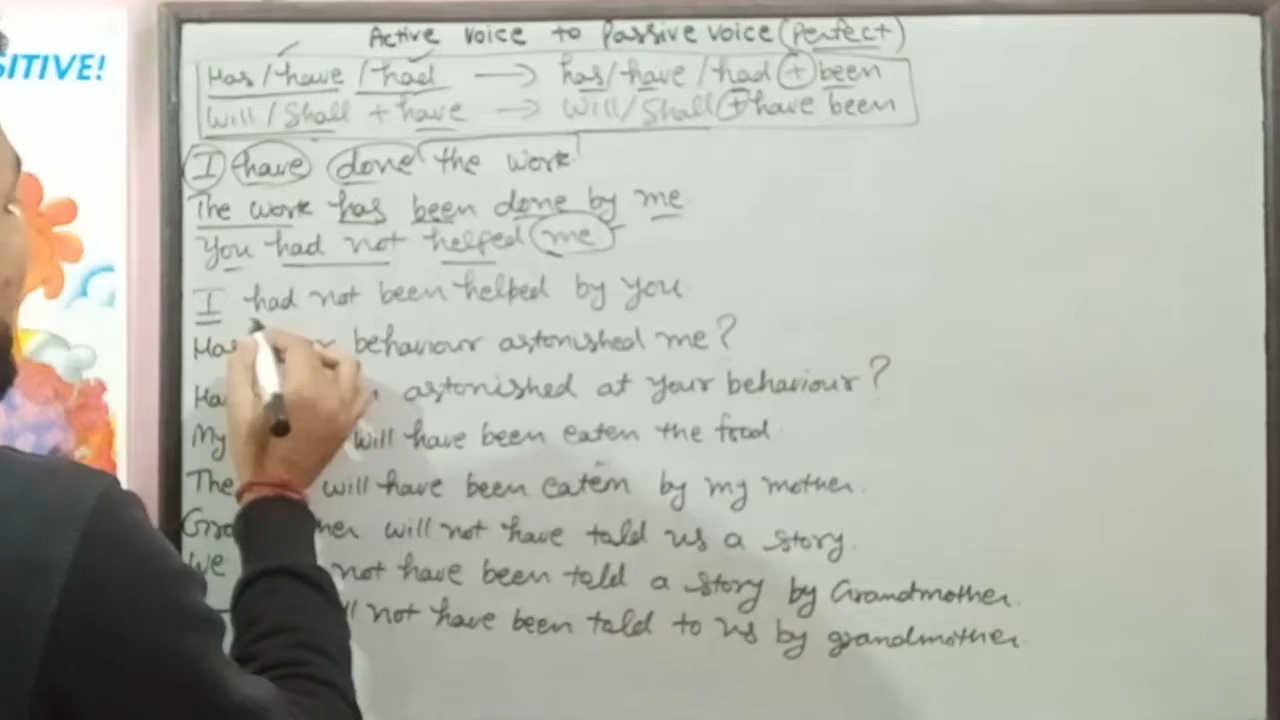 SITIVE!
Active voice to Passive voice (Perfect)
Has/have/had → has/have/had + been
Will/Shall + have → Will/Shall + have been
I have done the work
The work has been done by me
You had not helped me
I had not been helped by you
Has behaviour astonished me?
astonished at your behaviour?
My will have been eaten the food
The will have been eaten by my mother.
will not have told us a story.
We not have been told a story by Grandmother.
not have been told to us by grandmother.